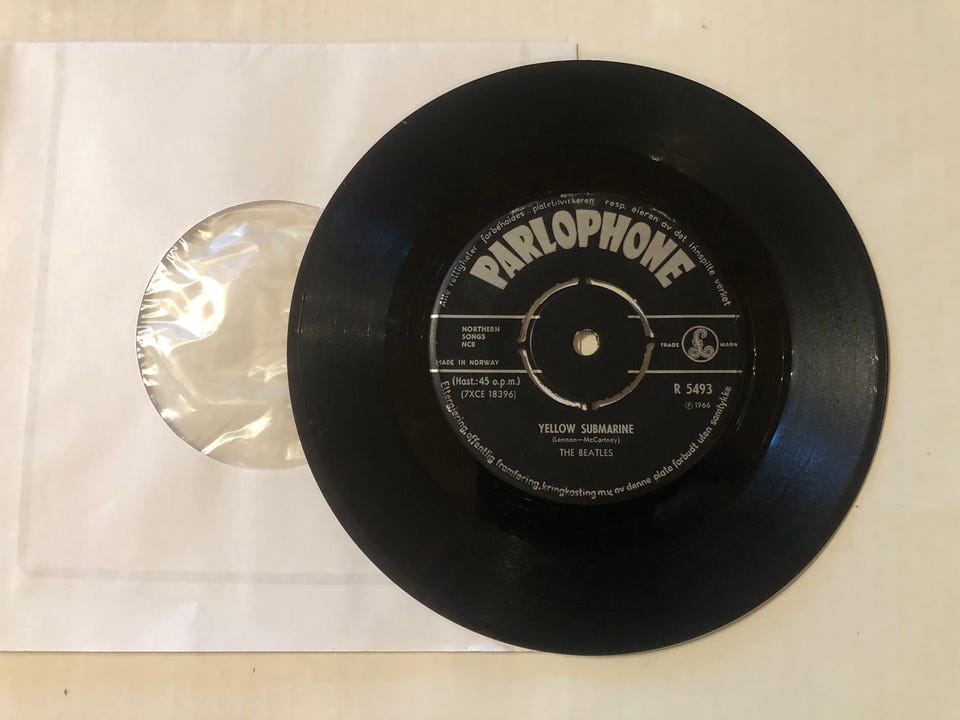 Alle rettigheter forbeholdes platetilvirkeren resp. eieren av det innspilte verket
PARLOPHONE
NORTHERN
SONGS
NCB
TRADE MARK
MADE IN NORWAY
(Hast.: 45 o.p.m.)
(7XCE 18396)
R 5493
℗ 1966
YELLOW SUBMARINE
(Lennon—McCartney)
THE BEATLES
Eftergjøring, offentlig framføring, kringkasting m.v. av denne plate forbudt uten samtykke